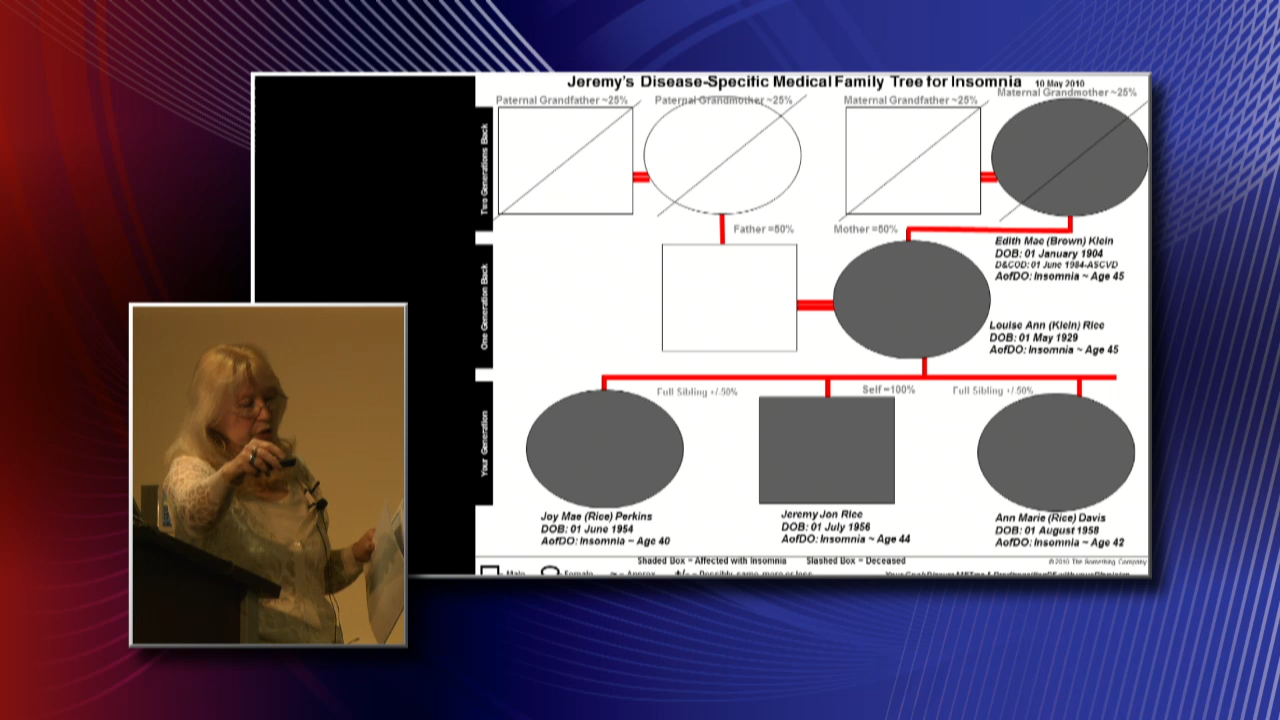 Jeremy's Disease-Specific Medical Family Tree for Insomnia 10 May 2010
Paternal Grandfather ~25% Paternal Grandmother ~25% Maternal Grandfather ~25% Maternal Grandmother ~25%
Two Generations Back
Father =50% Mother =50%
Edith Mae (Brown) Klein
DOB: 01 January 1904
D&COD: 01 June 1984-ASCVD
AofDO: Insomnia ~ Age 45
One Generation Back
Louise Ann (Klein) Rice
DOB: 01 May 1929
AofDO: Insomnia ~ Age 45
Full Sibling +/-50% Self =100% Full Sibling +/-50%
Your Generation
Joy Mae (Rice) Perkins
DOB: 01 June 1954
AofDO: Insomnia ~ Age 40
Jeremy Jon Rice
DOB: 01 July 1956
AofDO: Insomnia ~ Age 44
Ann Marie (Rice) Davis
DOB: 01 August 1958
AofDO: Insomnia ~ Age 42
Shaded Box = Affected with Insomnia Slashed Box = Deceased
© 2010 The Something Company
Male Female ~ = Approx +/- = Possibly same, more or less